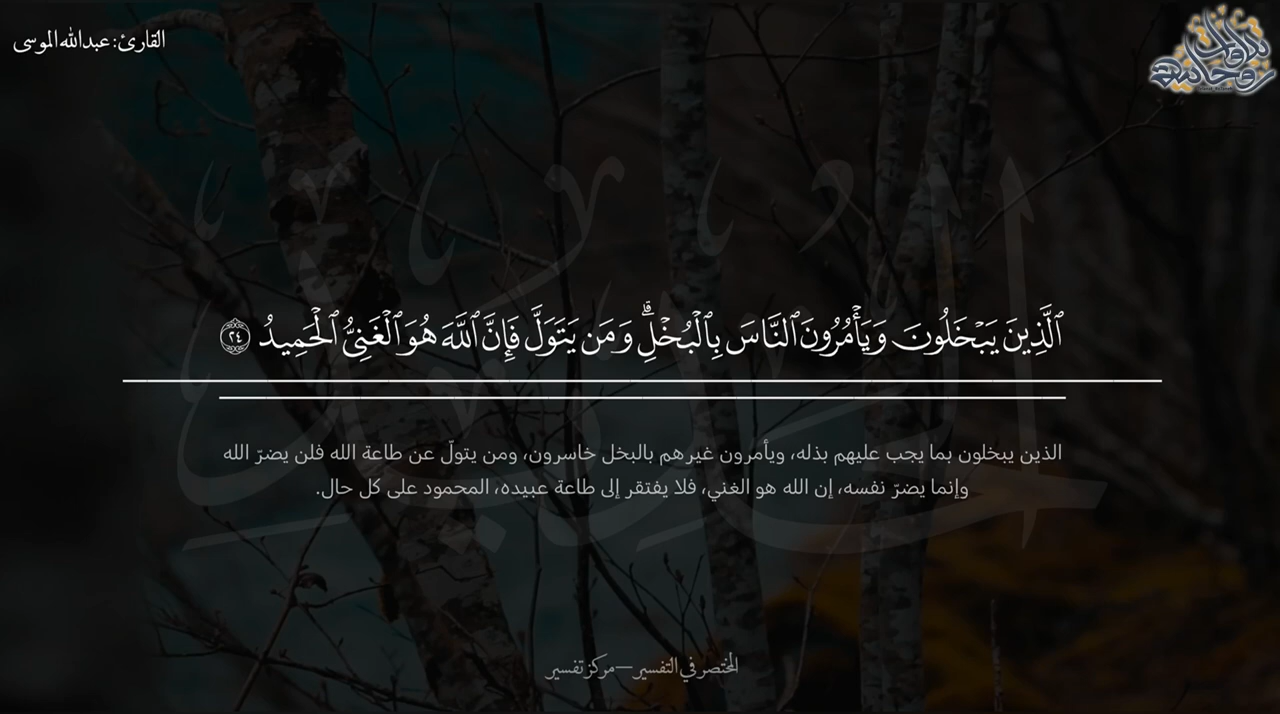 القارئ: عبدالله الموسى
تلاوات روحانية
ٱلَّذِينَ يَبْخَلُونَ وَيَأْمُرُونَ ٱلنَّاسَ بِٱلْبُخْلِ ۗ وَمَن يَتَوَلَّ فَإِنَّ ٱللَّهَ هُوَ ٱلْغَنِىُّ ٱلْحَمِيدُ ٢٤
الذين يبخلون بما يجب عليهم بذله، ويأمرون غيرهم بالبخل خاسرون، ومن يتولّ عن طاعة الله فلن يضرّ الله
وإنما يضرّ نفسه، إن الله هو الغني، فلا يفتقر إلى طاعة عبيده، المحمود على كل حال.
المختصر في التفسير – مركز تفسير